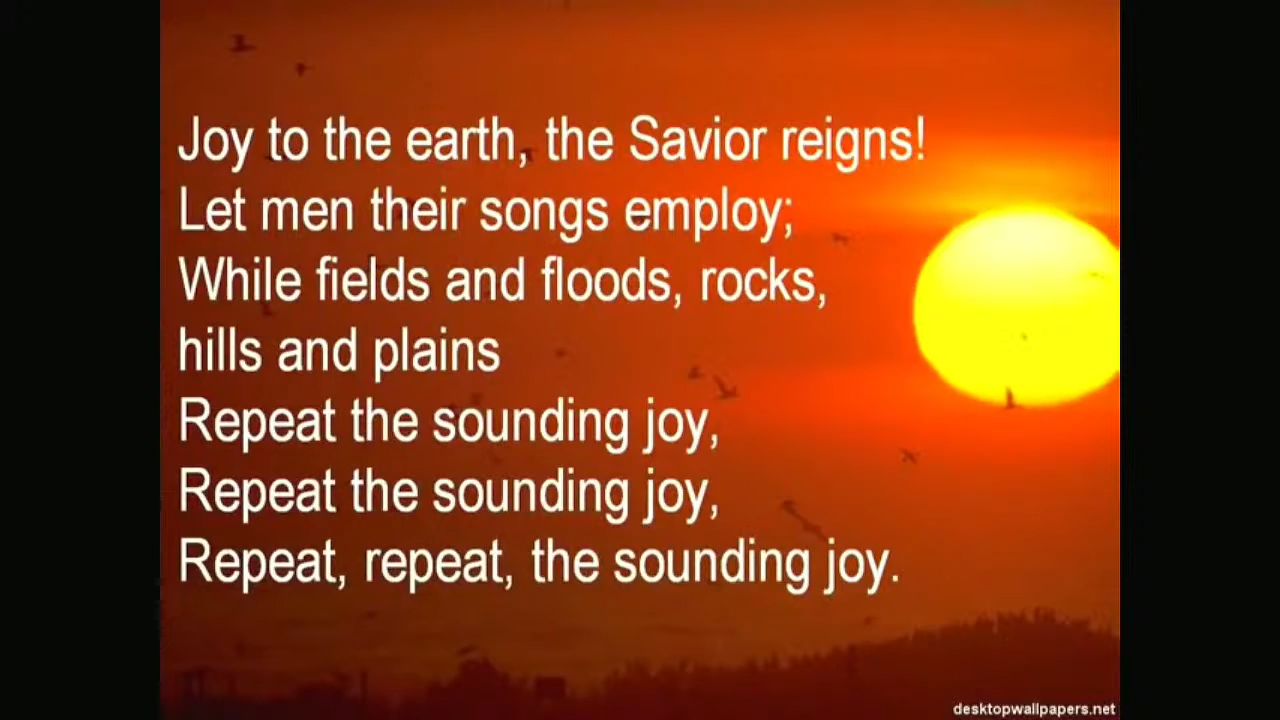 Joy to the earth, the Savior reigns!
Let men their songs employ;
While fields and floods, rocks,
hills and plains
Repeat the sounding joy,
Repeat the sounding joy,
Repeat, repeat, the sounding joy.
desktopwallpapers.net